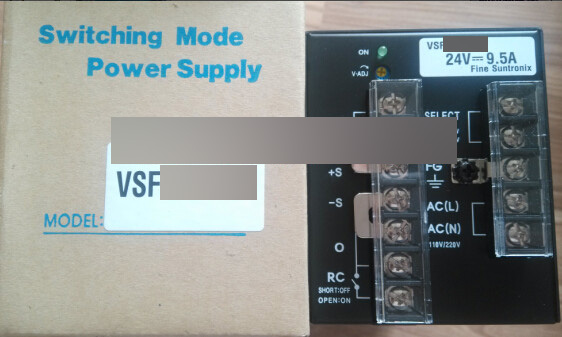 Switching Mode
Power Supply
VSF
MODEL:
ON
V·ADJ
VSF
24V⎓9.5A
Fine Suntronix
SELECT
+S
-S
O
RC
SHORT:OFF
OPEN:ON
FG
AC(L)
AC(N)
110V/220V